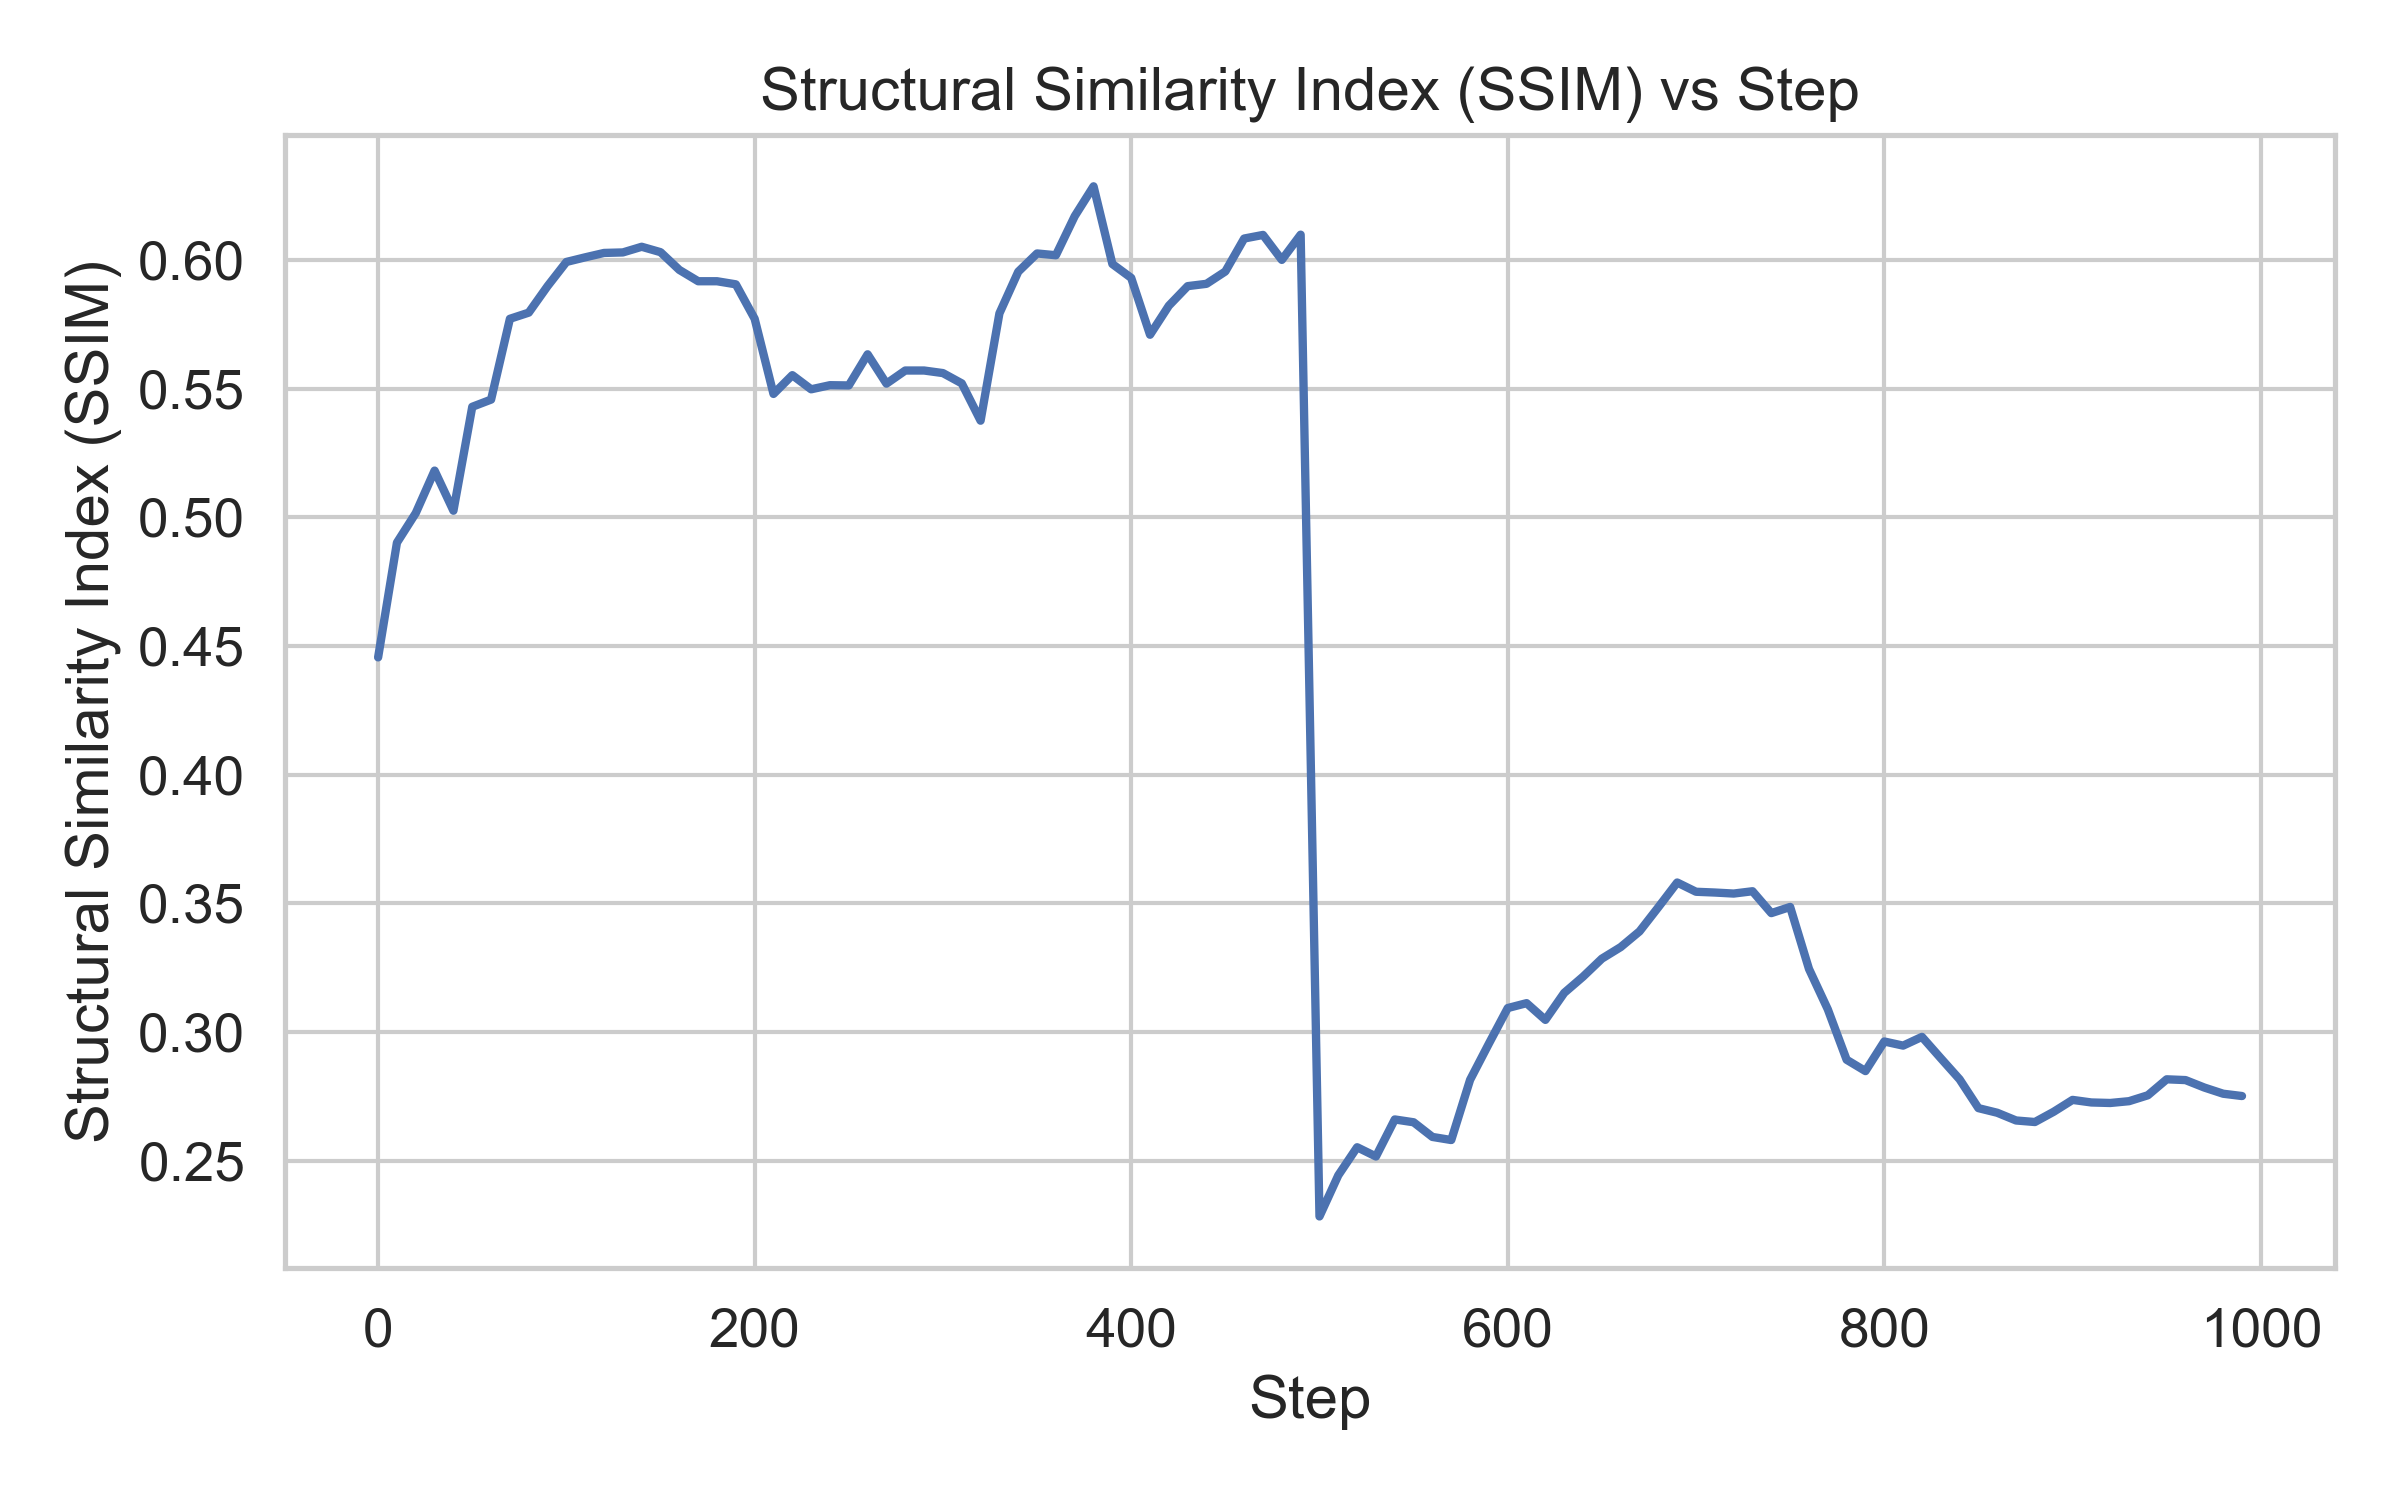 Structural Similarity Index (SSIM) vs Step
Structural Similarity Index (SSIM)
0.60
0.55
0.50
0.45
0.40
0.35
0.30
0.25
0 200 400 600 800 1000
Step